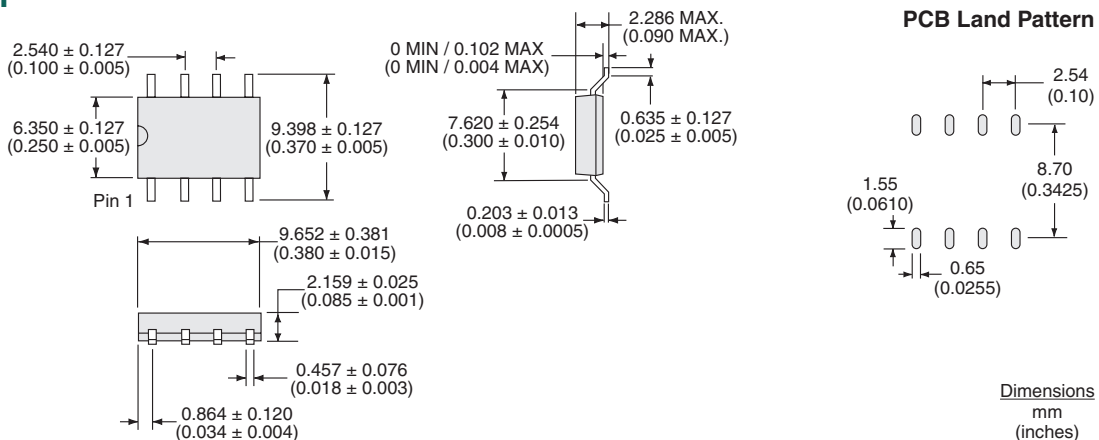 2.540 ± 0.127
(0.100 ± 0.005)
6.350 ± 0.127
(0.250 ± 0.005)
9.398 ± 0.127
(0.370 ± 0.005)
Pin 1
9.652 ± 0.381
(0.380 ± 0.015)
2.159 ± 0.025
(0.085 ± 0.001)
0.457 ± 0.076
(0.018 ± 0.003)
0.864 ± 0.120
(0.034 ± 0.004)
2.286 MAX.
(0.090 MAX.)
0 MIN / 0.102 MAX
(0 MIN / 0.004 MAX)
7.620 ± 0.254
(0.300 ± 0.010)
0.635 ± 0.127
(0.025 ± 0.005)
0.203 ± 0.013
(0.008 ± 0.0005)
PCB Land Pattern
2.54
(0.10)
8.70
(0.3425)
1.55
(0.0610)
0.65
(0.0255)
Dimensions
mm
(inches)